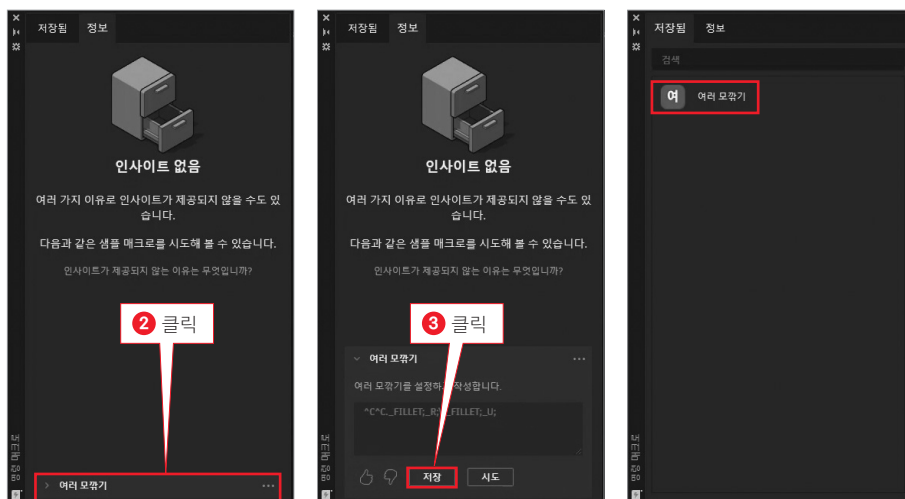 저장됨 정보
인사이트 없음
여러 가지 이유로 인사이트가 제공되지 않을 수도 있
습니다.
다음과 같은 샘플 매크로를 시도해 볼 수 있습니다.
인사이트가 제공되지 않는 이유는 무엇입니까?
2 클릭
여러 모깎기
저장됨 정보
인사이트 없음
여러 가지 이유로 인사이트가 제공되지 않을 수도 있
습니다.
다음과 같은 샘플 매크로를 시도해 볼 수 있습니다.
인사이트가 제공되지 않는 이유는 무엇입니까?
3 클릭
여러 모깎기
여러 모깎기를 설정하 작성합니다.
^C^C._FILLET;_R;\_FILLET;_U;
저장 시도
저장됨 정보
검색
여 여러 모깎기